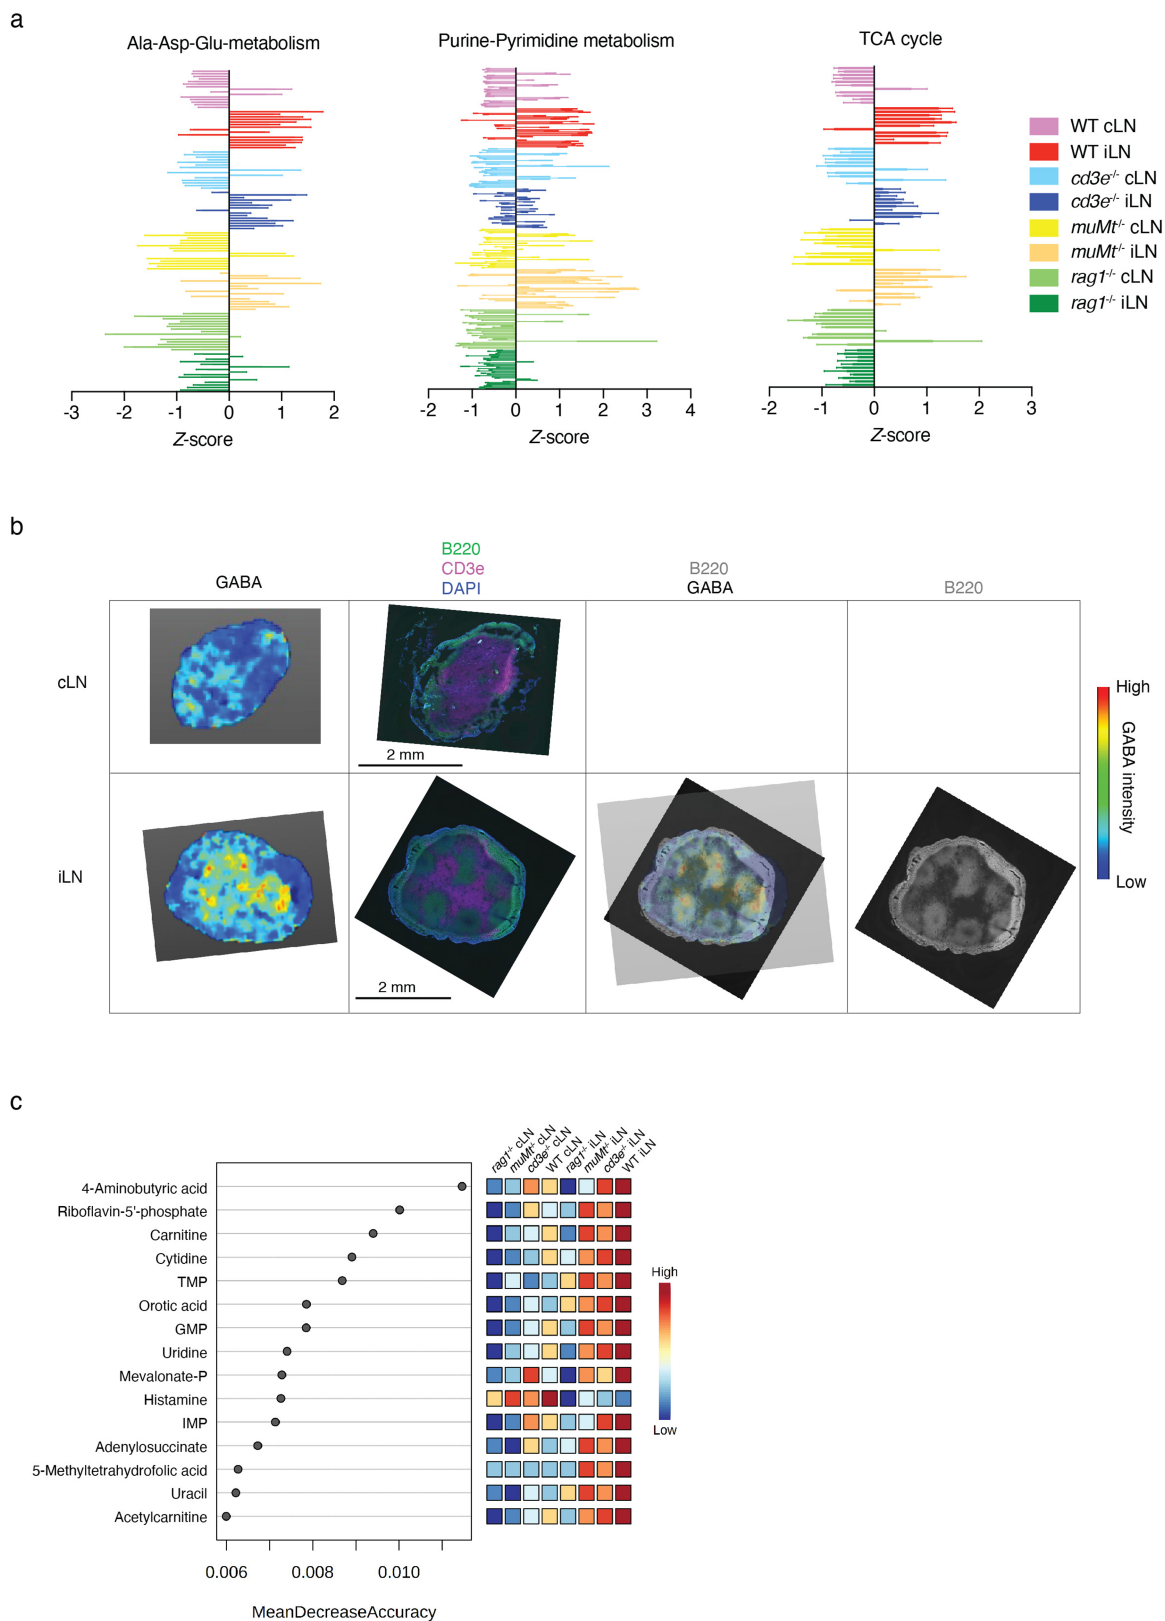 a
Ala-Asp-Glu-metabolism
Purine-Pyrimidine metabolism
TCA cycle
WT cLN
WT iLN
cd3e-/- cLN
cd3e-/- iLN
muMt-/- cLN
muMt-/- iLN
rag1-/- cLN
rag1-/- iLN
-3 -2 -1 0 1 2
-2 -1 0 1 2 3 4
-2 -1 0 1 2 3
Z-score
Z-score
Z-score
b
GABA
B220
CD3e
DAPI
B220
GABA
B220
cLN
2 mm
iLN
2 mm
High
GABA intensity
Low
c
rag1-/- cLN
muMt-/- cLN
cd3e-/- cLN
WT cLN
rag1-/- iLN
muMt-/- iLN
cd3e-/- iLN
WT iLN
4-Aminobutyric acid
Riboflavin-5'-phosphate
Carnitine
Cytidine
TMP
Orotic acid
GMP
Uridine
Mevalonate-P
Histamine
IMP
Adenylosuccinate
5-Methyltetrahydrofolic acid
Uracil
Acetylcarnitine
High
Low
0.006 0.008 0.010
MeanDecreaseAccuracy